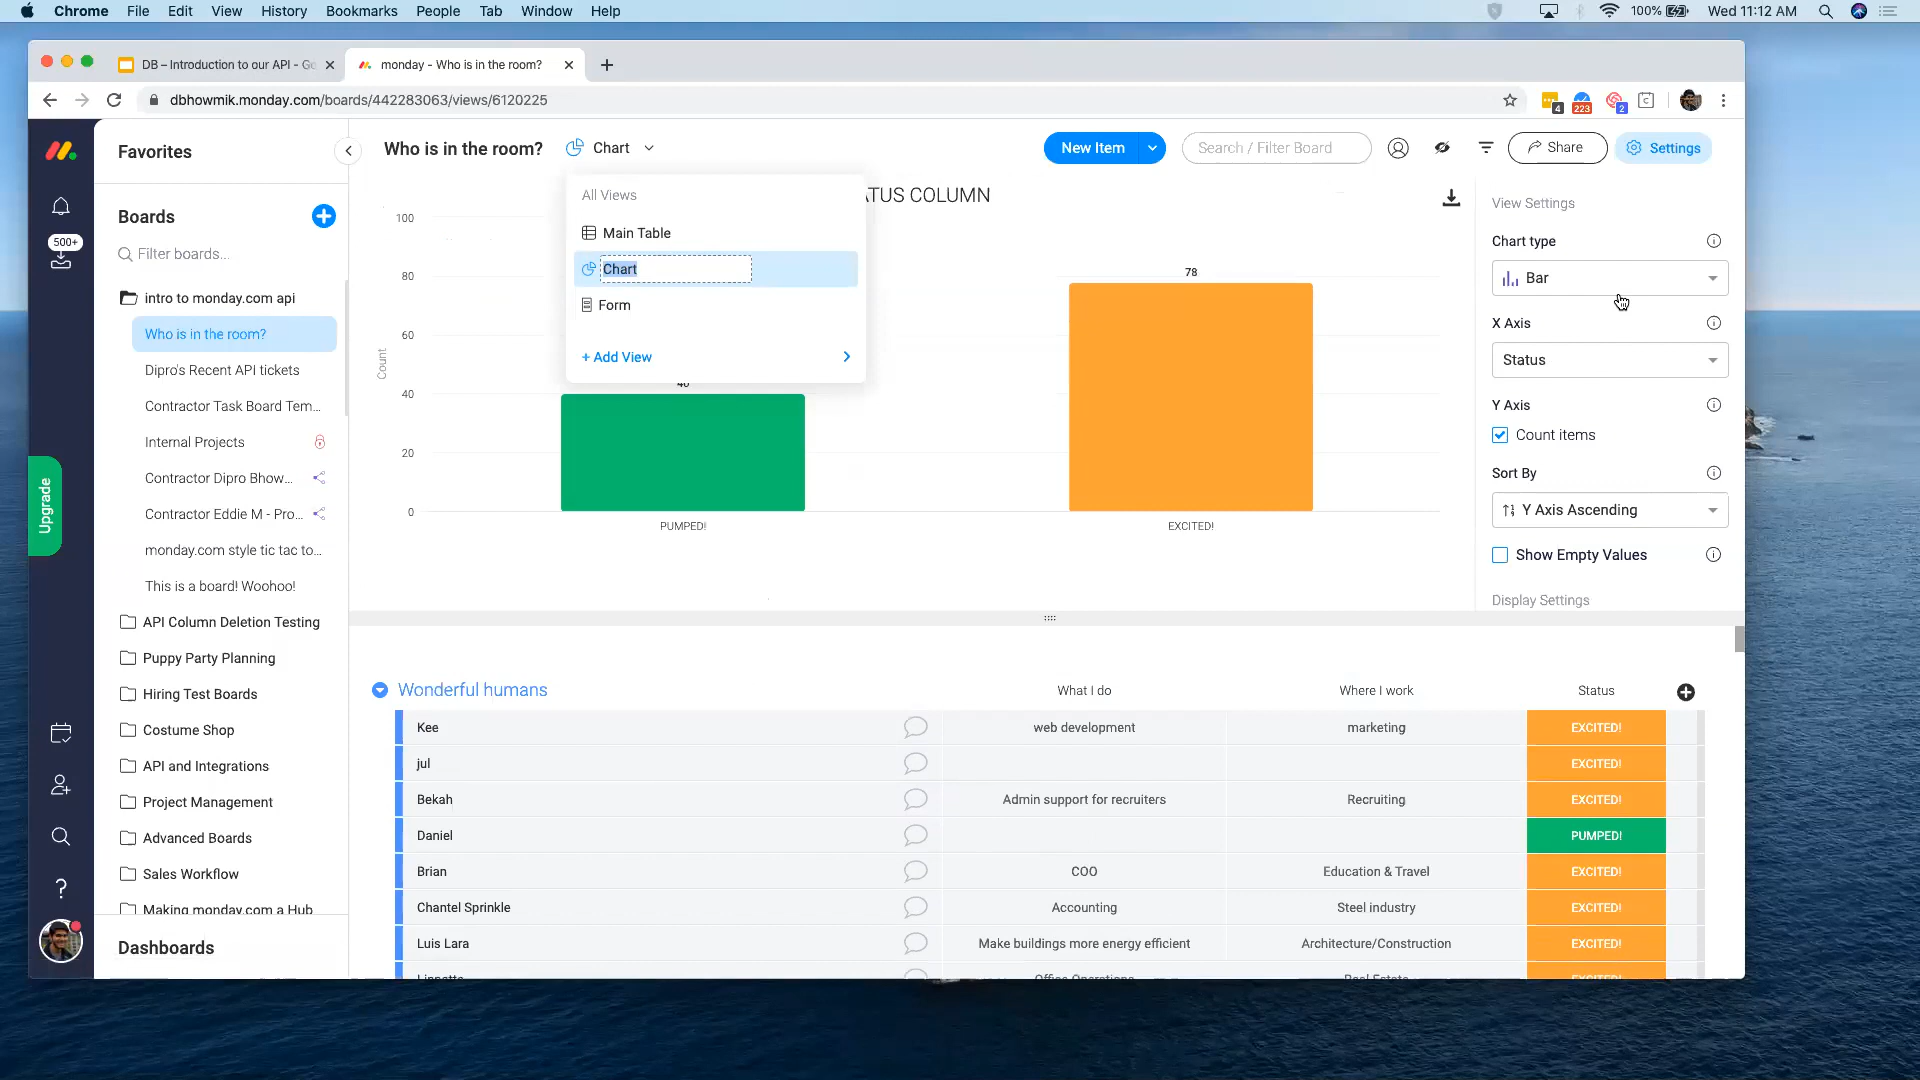 Chrome File Edit View History Bookmarks People Tab Window Help
100% Wed 11:12 AM
DB – Introduction to our API - Go
monday - Who is in the room?
dbhowmik.monday.com/boards/442283063/views/6120225
4
223
2
C
500+
Upgrade
?
Favorites
Boards
Filter boards...
intro to monday.com api
Who is in the room?
Dipro's Recent API tickets
Contractor Task Board Tem...
Internal Projects
Contractor Dipro Bhow...
Contractor Eddie M - Pro...
monday.com style tic tac to...
This is a board! Woohoo!
API Column Deletion Testing
Puppy Party Planning
Hiring Test Boards
Costume Shop
API and Integrations
Project Management
Advanced Boards
Sales Workflow
Making monday.com a Hub
Dashboards
Who is in the room?
Chart
New Item
Search / Filter Board
Share
Settings
All Views
Main Table
Chart
Form
+ Add View
TUS COLUMN
100
80
60
40
20
0
Count
40
78
PUMPED!
EXCITED!
View Settings
Chart type
Bar
X Axis
Status
Y Axis
Count items
Sort By
Y Axis Ascending
Show Empty Values
Display Settings
Wonderful humans What I do Where I work Status
Kee web development marketing EXCITED!
jul EXCITED!
Bekah Admin support for recruiters Recruiting EXCITED!
Daniel PUMPED!
Brian COO Education & Travel EXCITED!
Chantel Sprinkle Accounting Steel industry EXCITED!
Luis Lara Make buildings more energy efficient Architecture/Construction EXCITED!
Office Operations Real Estate EXCITED!